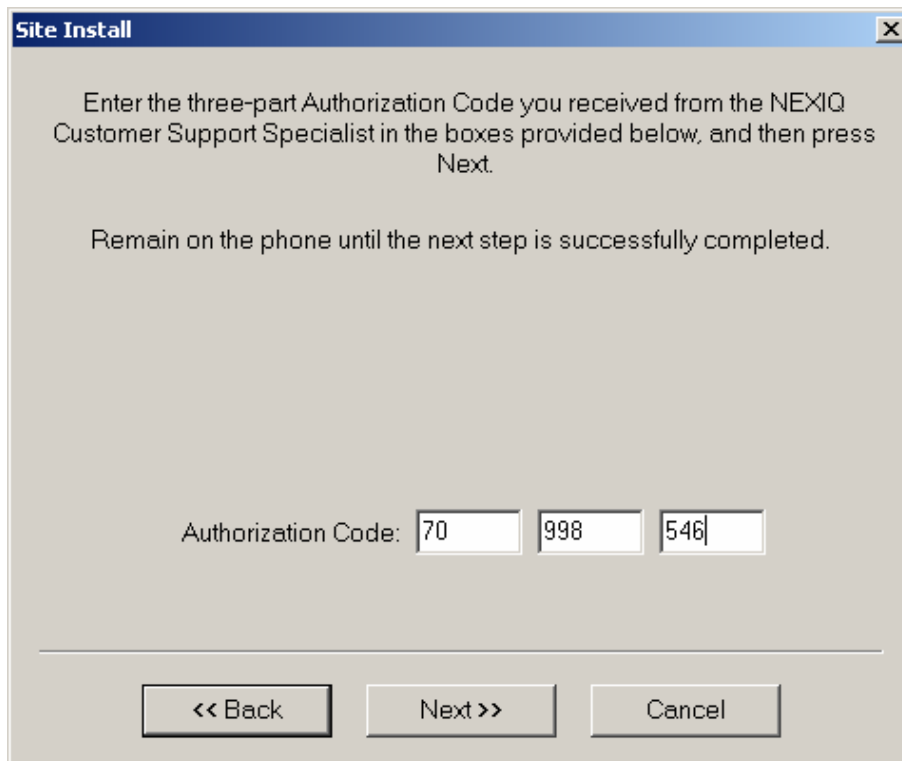 Site Install
Enter the three-part Authorization Code you received from the NEXIQ
Customer Support Specialist in the boxes provided below, and then press
Next.
Remain on the phone until the next step is successfully completed.
Authorization Code: 70 998 546
<< Back Next >> Cancel